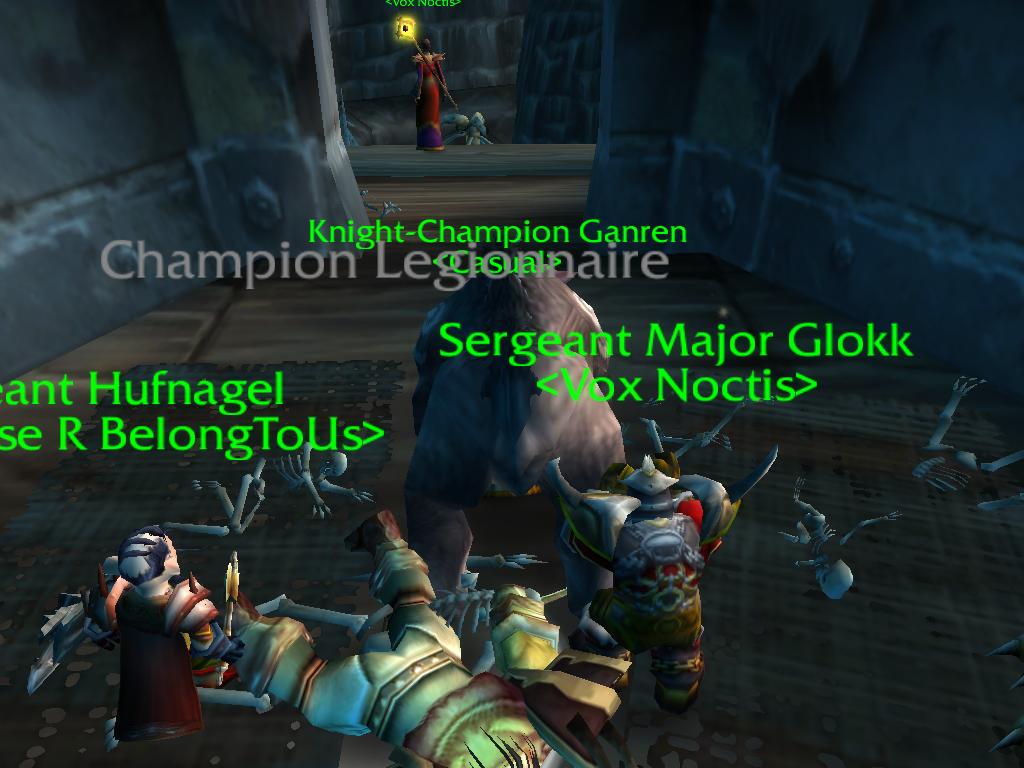 <Vox Noctis>
Knight-Champion Ganren
<Casual>
Champion Legionnaire
Sergeant Major Glokk
<Vox Noctis>
eant Hufnagel
se R BelongToUs>